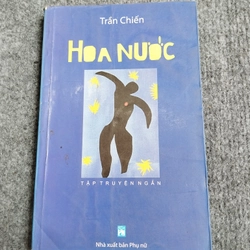 Trần Chiến
HOA NƯỚC
TẬP TRUYỆN NGẮN
Nhà xuất bản Phụ nữ